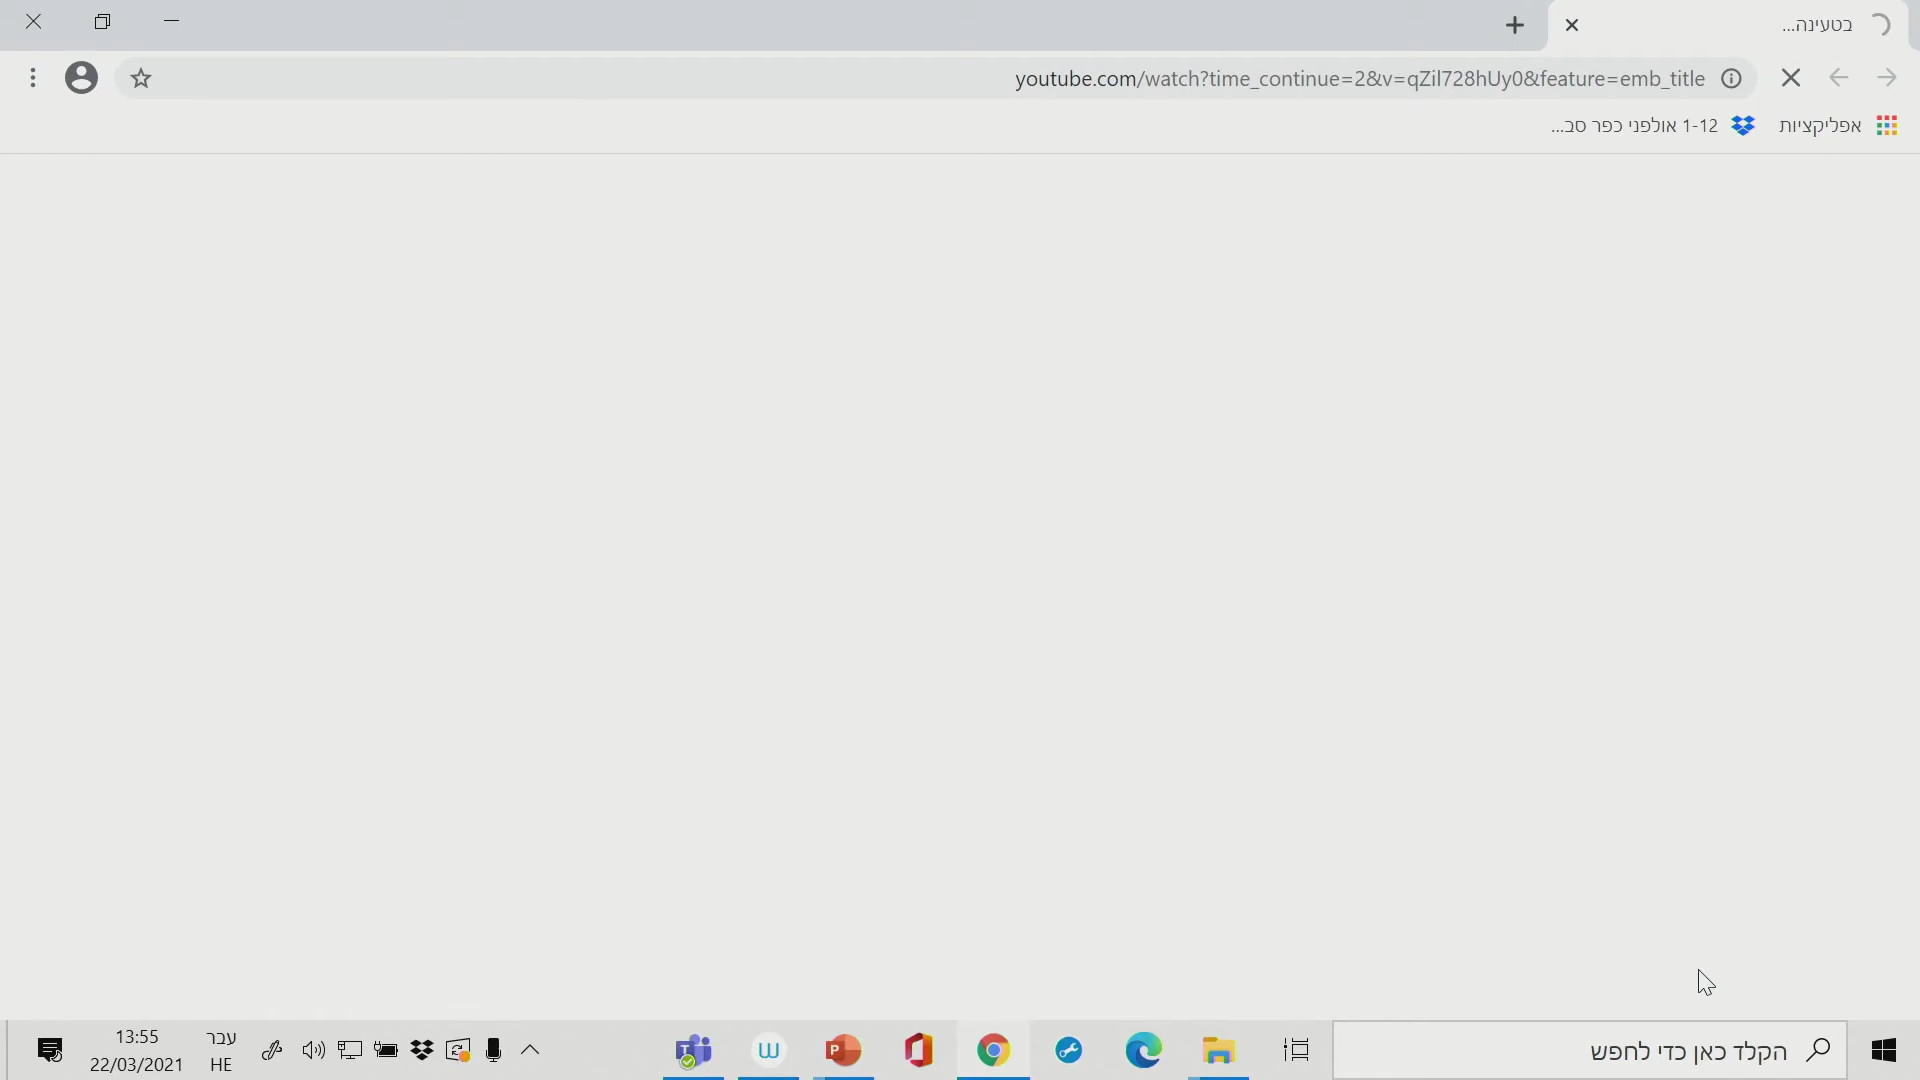 בטעינה...
youtube.com/watch?time_continue=2&v=qZil728hUy0&feature=emb_title
אפליקציות
1-12 אולפני כפר סב...
הקלד כאן כדי לחפש
עבר
HE
13:55
22/03/2021